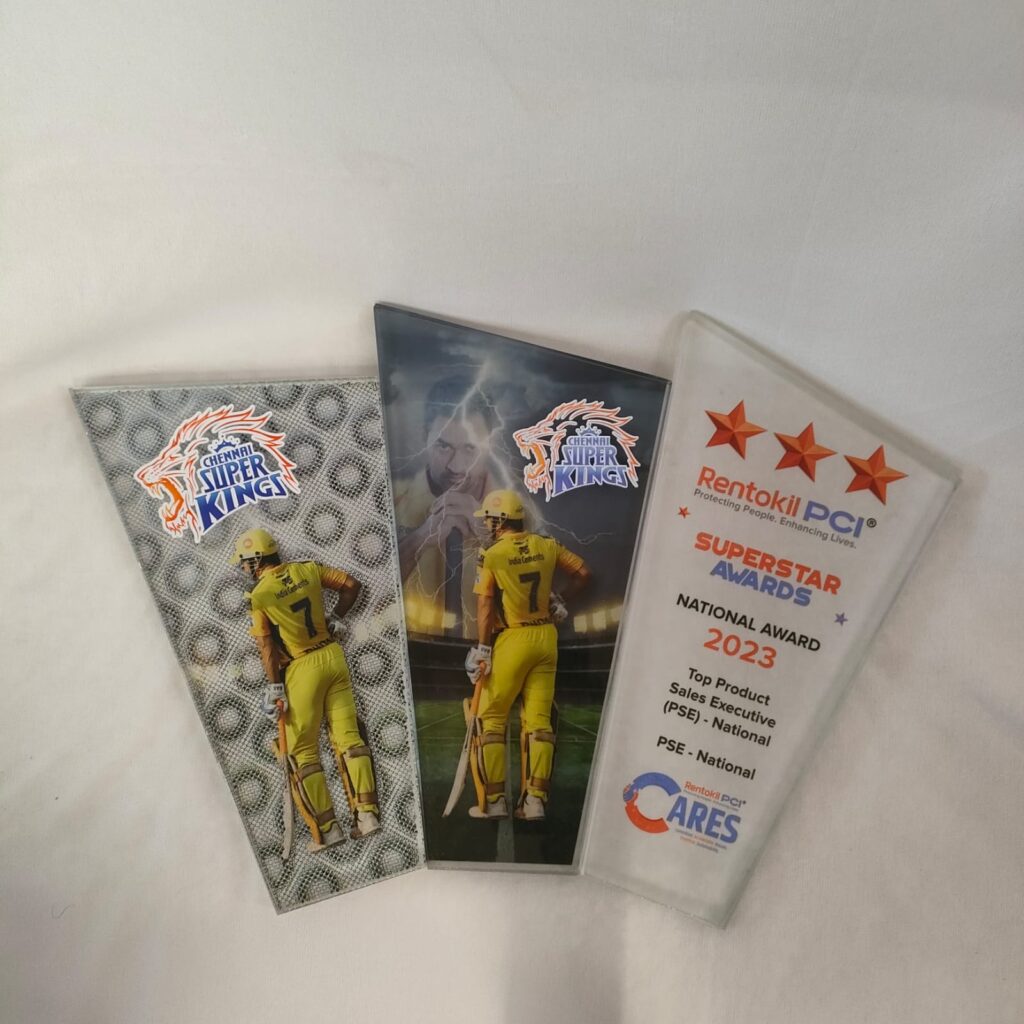 CHENNAI
SUPER
KINGS
India Cements
7
CHENNAI
SUPER
KINGS
India Cements
7
Rentokil PCI®
Protecting People. Enhancing Lives.
SUPERSTAR
AWARDS
NATIONAL AWARD
2023
Top Product
Sales Executive
(PSE) - National
PSE - National
Rentokil PCI
CARES